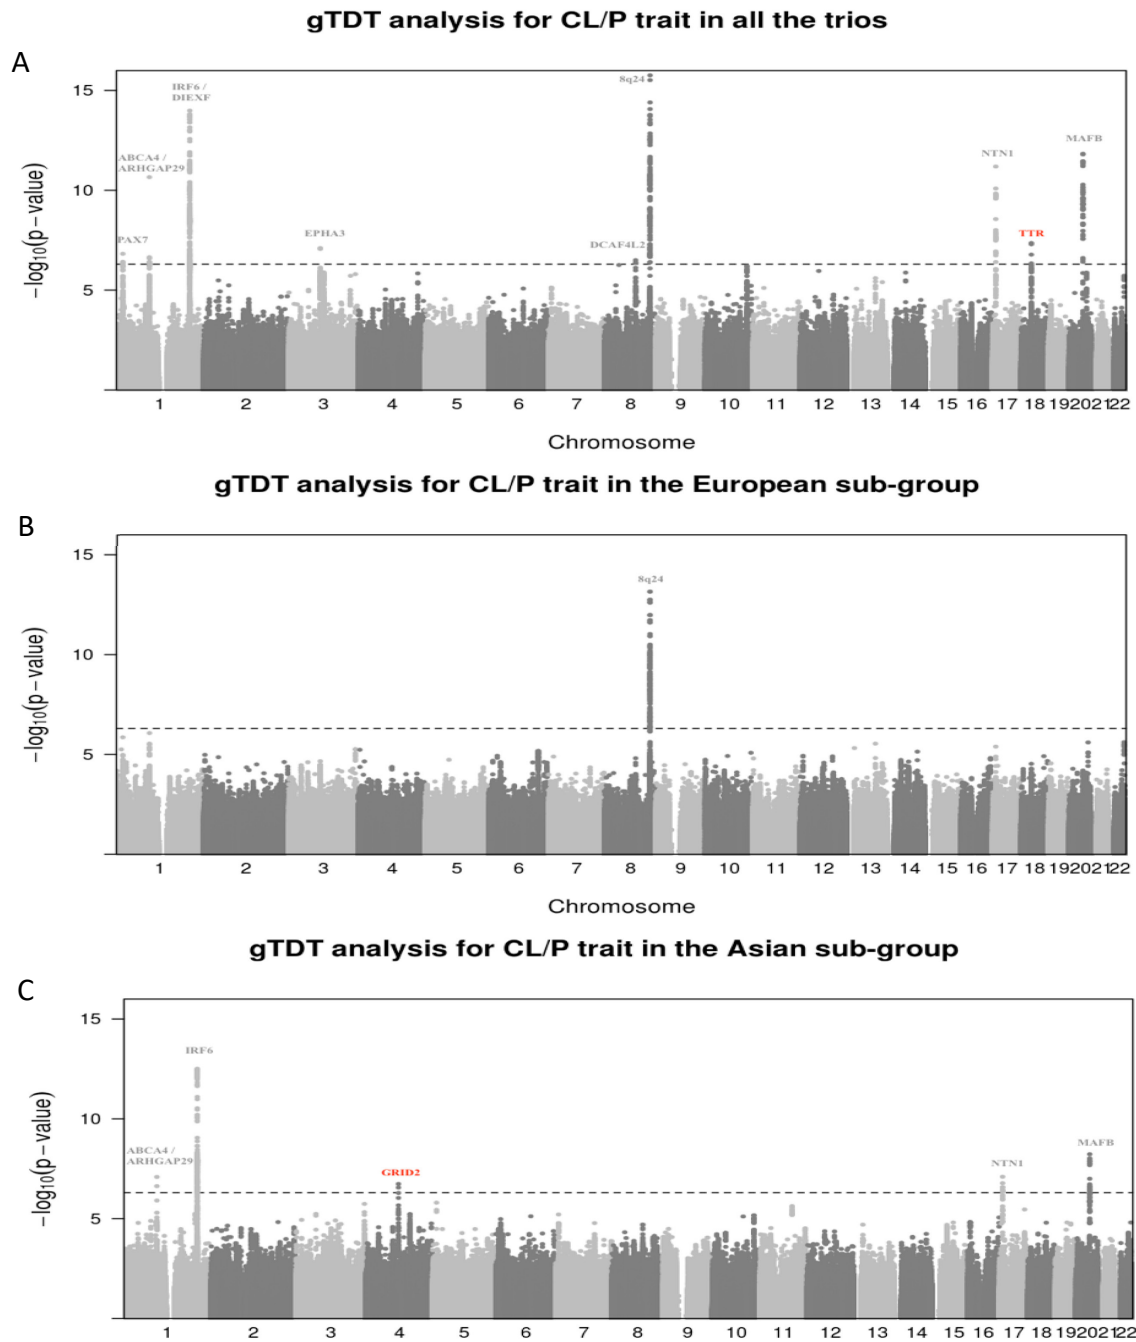 gTDT analysis for CL/P trait in all the trios
A
IRF6 /
DIEXF
8q24
ABCA4 /
ARHGAP29
MAFB
NTN1
PAX7
EPHA3
DCAF4L2
TTR
−log10(p − value)
15
10
5
1 2 3 4 5 6 7 8 9 10 11 12 13 14 15 16 17 18 19 20 21 22
Chromosome
gTDT analysis for CL/P trait in the European sub-group
B
8q24
−log10(p − value)
15
10
5
1 2 3 4 5 6 7 8 9 10 11 12 13 14 15 16 17 18 19 20 21 22
Chromosome
gTDT analysis for CL/P trait in the Asian sub-group
C
IRF6
ABCA4 /
ARHGAP29
GRID2
NTN1
MAFB
−log10(p − value)
15
10
5
1 2 3 4 5 6 7 8 9 10 11 12 13 14 15 16 17 18 19 20 21 22